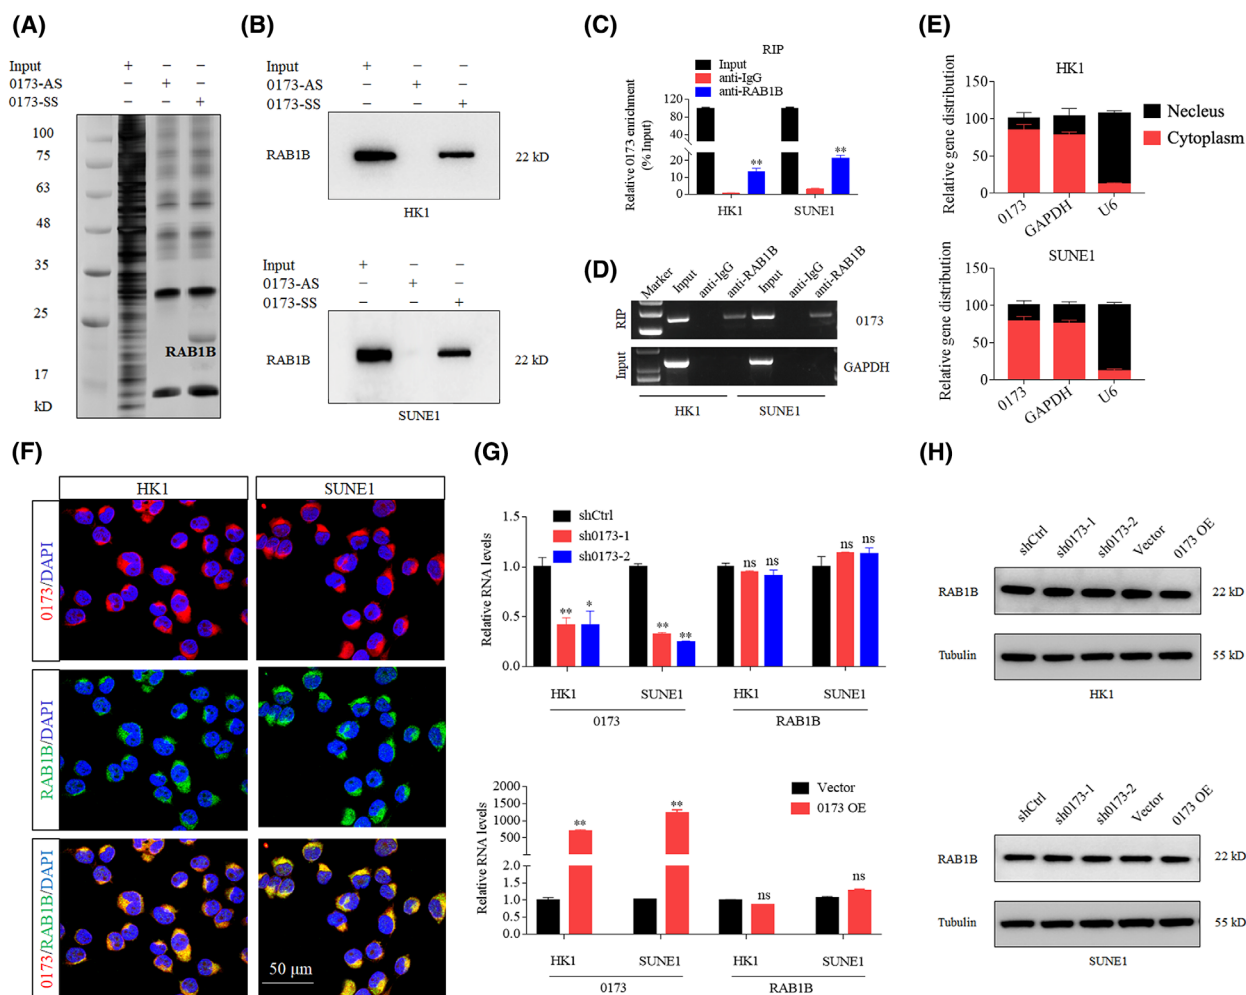 (A)
Input + − −
0173-AS − + −
0173-SS − − +
100
75
63
48
35
25
17
kD
RAB1B
(B)
Input + − −
0173-AS − + −
0173-SS − − +
RAB1B
22 kD
HK1
Input + − −
0173-AS − + −
0173-SS − − +
RAB1B
22 kD
SUNE1
(C)
RIP
Input
anti-IgG
anti-RAB1B
Relative 0173 enrichment
(% Input)
120
100
80
60
40
20
10
0
**
**
HK1
SUNE1
(D)
Marker
Input
anti-IgG
anti-RAB1B
Input
anti-IgG
anti-RAB1B
RIP
0173
Input
GAPDH
HK1
SUNE1
(E)
HK1
Relative gene distribution
150
100
50
0
0173
GAPDH
U6
Necleus
Cytoplasm
SUNE1
Relative gene distribution
150
100
50
0
0173
GAPDH
U6
(F)
HK1
SUNE1
0173/DAPI
RAB1B/DAPI
0173/RAB1B/DAPI
50 μm
(G)
shCtrl
sh0173-1
sh0173-2
Relative RNA levels
1.5
1.0
0.5
0.0
**
*
**
**
ns
ns
ns
ns
HK1
SUNE1
HK1
SUNE1
0173
RAB1B
Vector
0173 OE
Relative RNA levels
2000
1500
1000
500
2.0
1.5
1.0
0.5
0.0
**
**
ns
ns
HK1
SUNE1
HK1
SUNE1
0173
RAB1B
(H)
shCtrl
sh0173-1
sh0173-2
Vector
0173 OE
RAB1B
22 kD
Tubulin
55 kD
HK1
shCtrl
sh0173-1
sh0173-2
Vector
0173 OE
RAB1B
22 kD
Tubulin
55 kD
SUNE1